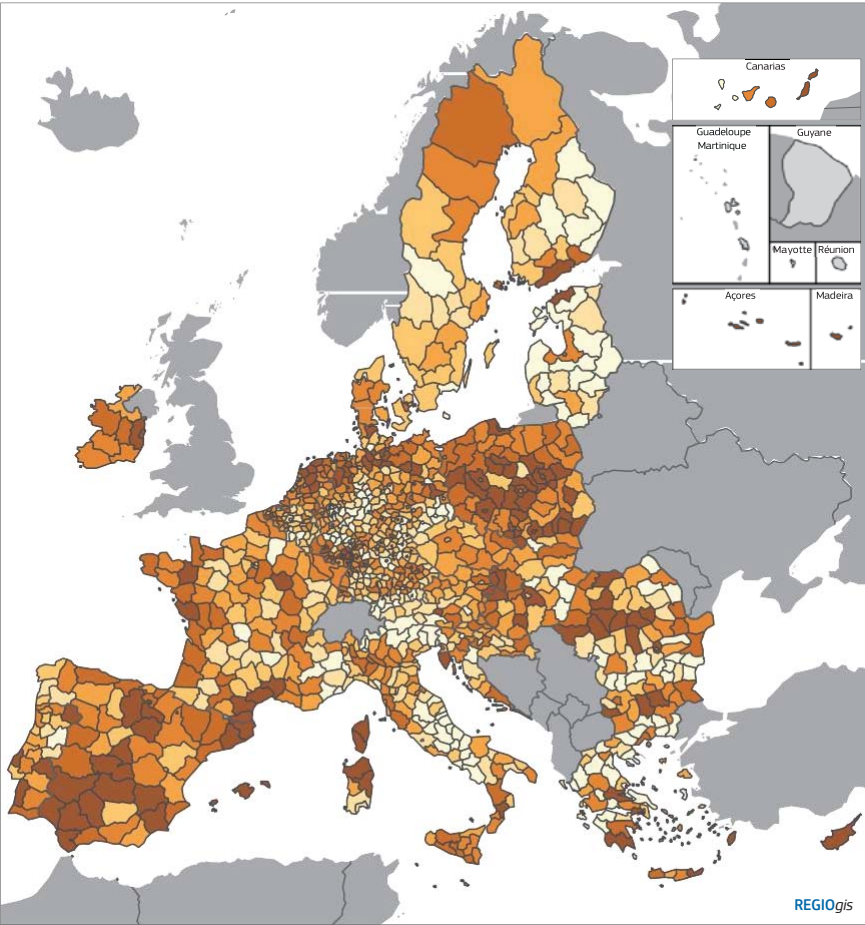 Canarias
Guadeloupe
Martinique
Guyane
Mayotte
Réunion
Açores
Madeira
REGIOgis